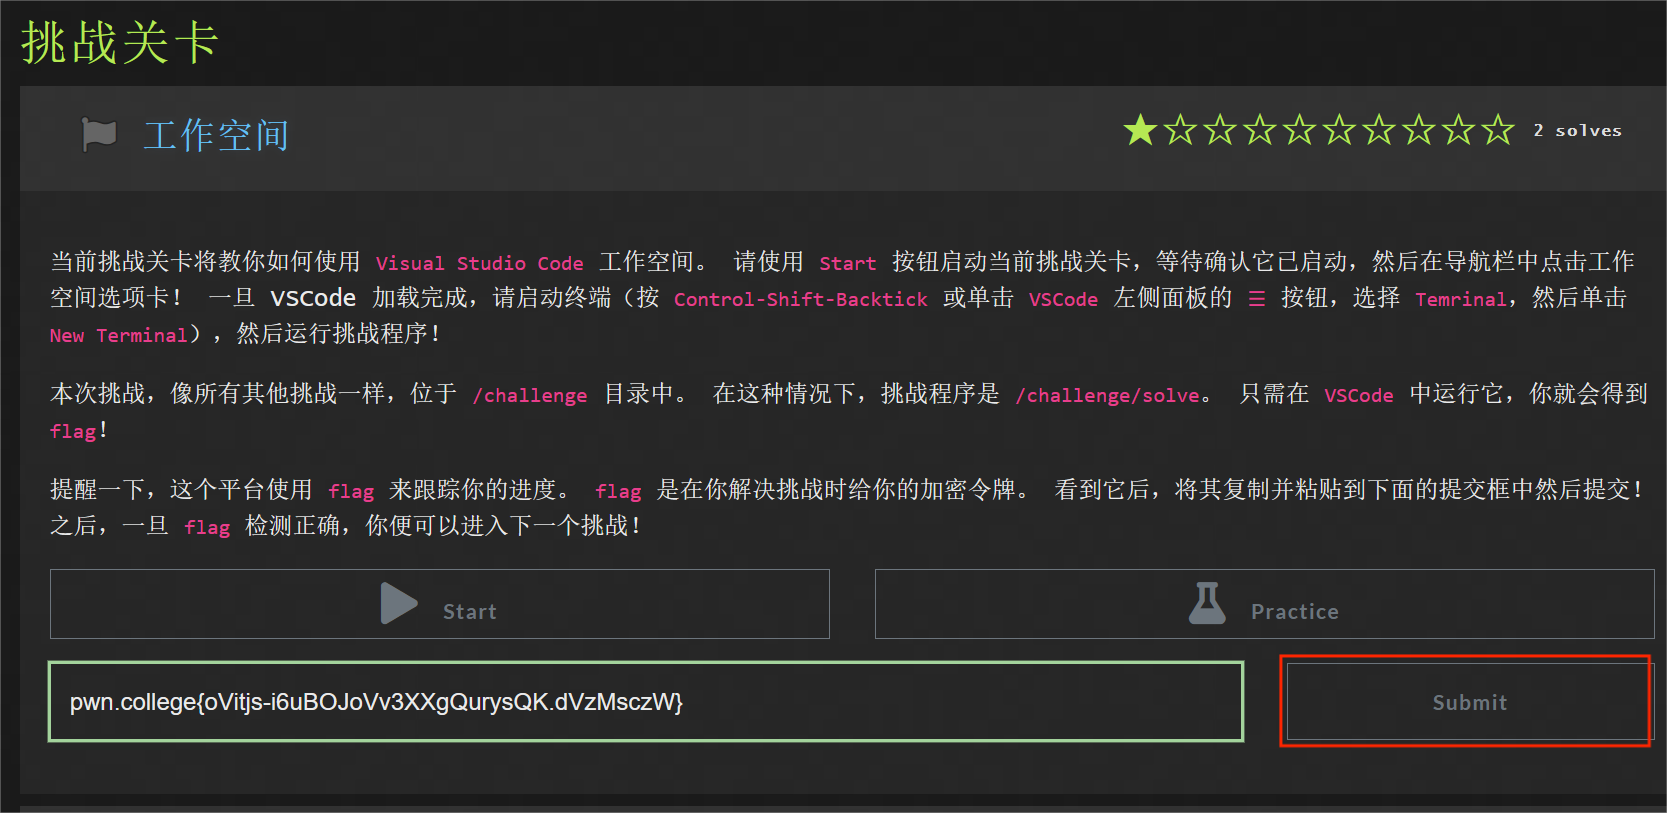 挑战关卡
工作空间
2 solves
当前挑战关卡将教你如何使用 Visual Studio Code 工作空间。 请使用 Start 按钮启动当前挑战关卡，等待确认它已启动，然后在导航栏中点击工作
空间选项卡！ 一旦 VSCode 加载完成，请启动终端（按 Control-Shift-Backtick 或单击 VSCode 左侧面板的 ☰ 按钮，选择 Temrinal，然后单击
New Terminal），然后运行挑战程序！
本次挑战，像所有其他挑战一样，位于 /challenge 目录中。 在这种情况下，挑战程序是 /challenge/solve。 只需在 VSCode 中运行它，你就会得到
flag！
提醒一下，这个平台使用 flag 来跟踪你的进度。 flag 是在你解决挑战时给你的加密令牌。 看到它后，将其复制并粘贴到下面的提交框中然后提交！
之后，一旦 flag 检测正确，你便可以进入下一个挑战！
Start
Practice
pwn.college{oVitjs-i6uBOJoVv3XXgQurysQK.dVzMsczW}
Submit